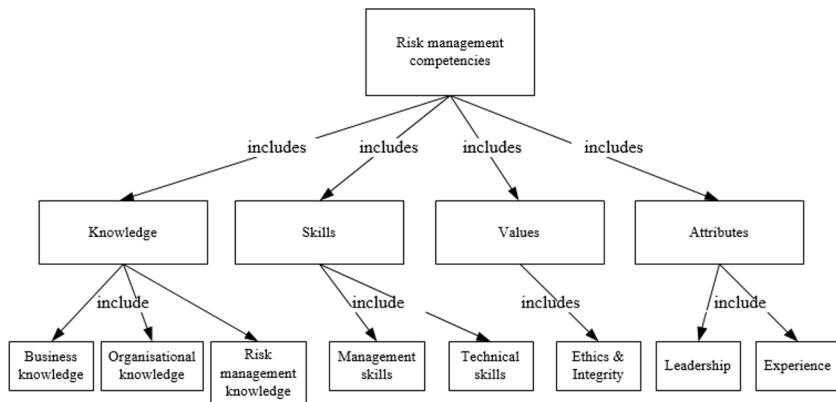 Risk management
competencies
includes
includes
includes
includes
Knowledge
Skills
Values
Attributes
include
include
includes
include
Business
knowledge
Organisational
knowledge
Risk
management
knowledge
Management
skills
Technical
skills
Ethics &
Integrity
Leadership
Experience